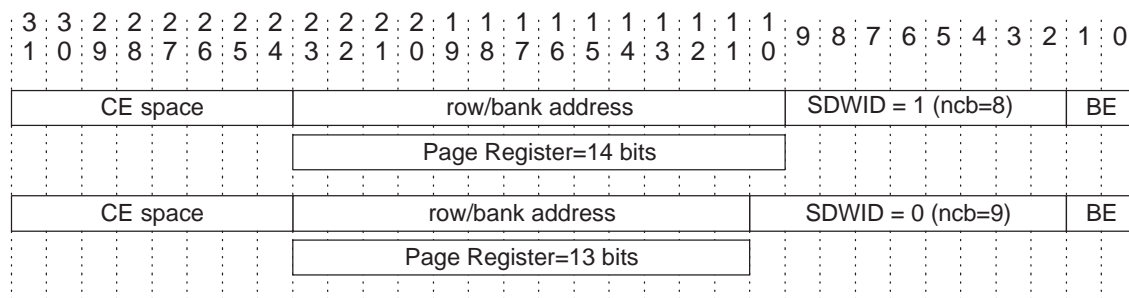 3 3 2 2 2 2 2 2 2 2 2 2 1 1 1 1 1 1 1 1 1 1 9 8 7 6 5 4 3 2 1 0
1 0 9 8 7 6 5 4 3 2 1 0 9 8 7 6 5 4 3 2 1 0
CE space row/bank address SDWID = 1 (ncb=8) BE
Page Register=14 bits
CE space row/bank address SDWID = 0 (ncb=9) BE
Page Register=13 bits